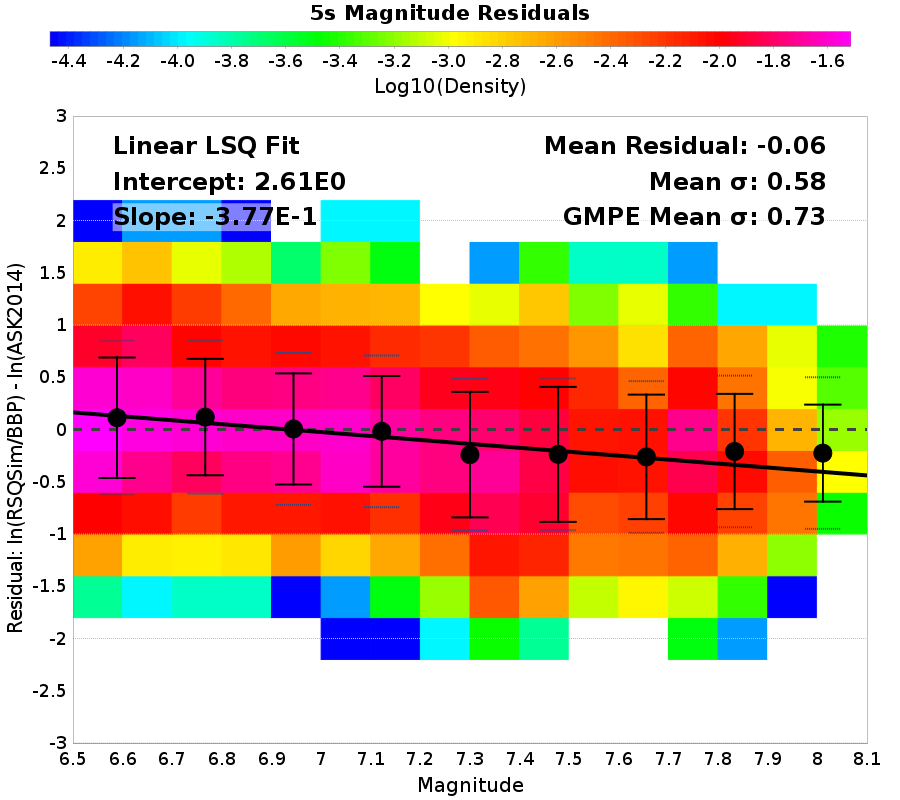 5s Magnitude Residuals
-4.4 -4.2 -4.0 -3.8 -3.6 -3.4 -3.2 -3.0 -2.8 -2.6 -2.4 -2.2 -2.0 -1.8 -1.6
Log10(Density)
Linear LSQ Fit
Intercept: 2.61E0
Slope: -3.77E-1
Mean Residual: -0.06
Mean σ: 0.58
GMPE Mean σ: 0.73
Residual: ln(RSQSim/BBP) - ln(ASK2014)
3
2.5
2
1.5
1
0.5
0
-0.5
-1
-1.5
-2
-2.5
-3
6.5 6.6 6.7 6.8 6.9 7 7.1 7.2 7.3 7.4 7.5 7.6 7.7 7.8 7.9 8 8.1
Magnitude